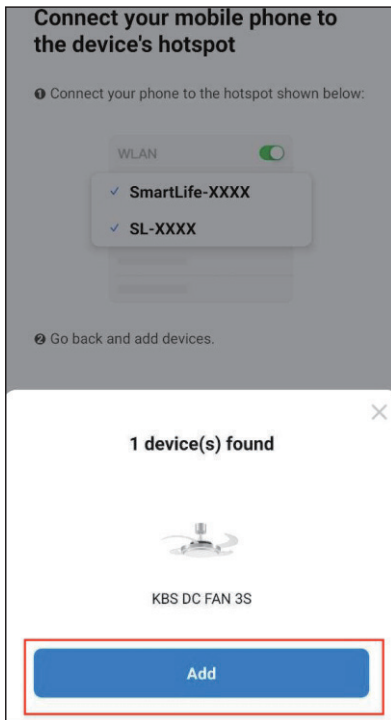 Connect your mobile phone to
the device's hotspot
❶ Connect your phone to the hotspot shown below:
WLAN
SmartLife-XXXX
SL-XXXX
❷ Go back and add devices.
1 device(s) found
KBS DC FAN 3S
Add